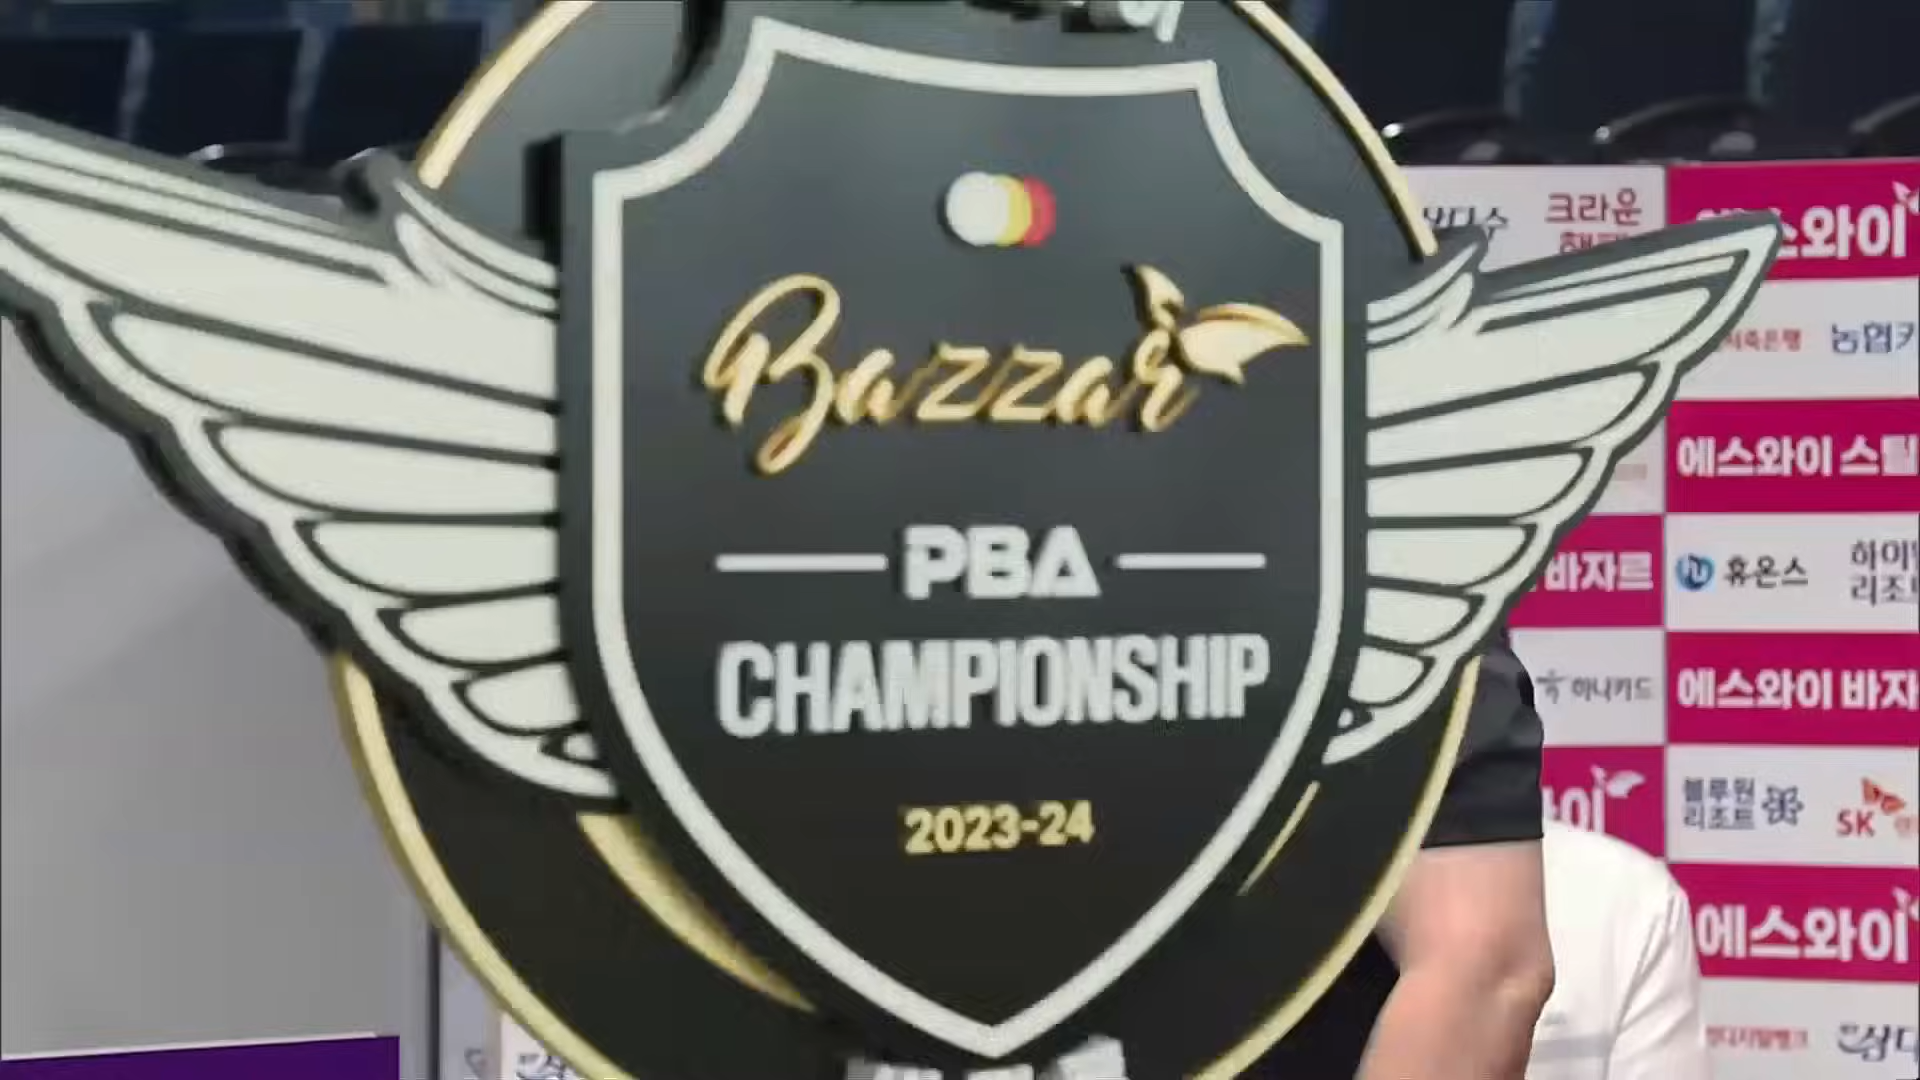 Bazzar
PBA
CHAMPIONSHIP
2023-24
크라운
에스와이
농협카
에스와이 스틸
바자르
휴온스
하이
리조트
하나카드
에스와이 바자
블루원
리조트
SK
에스와이